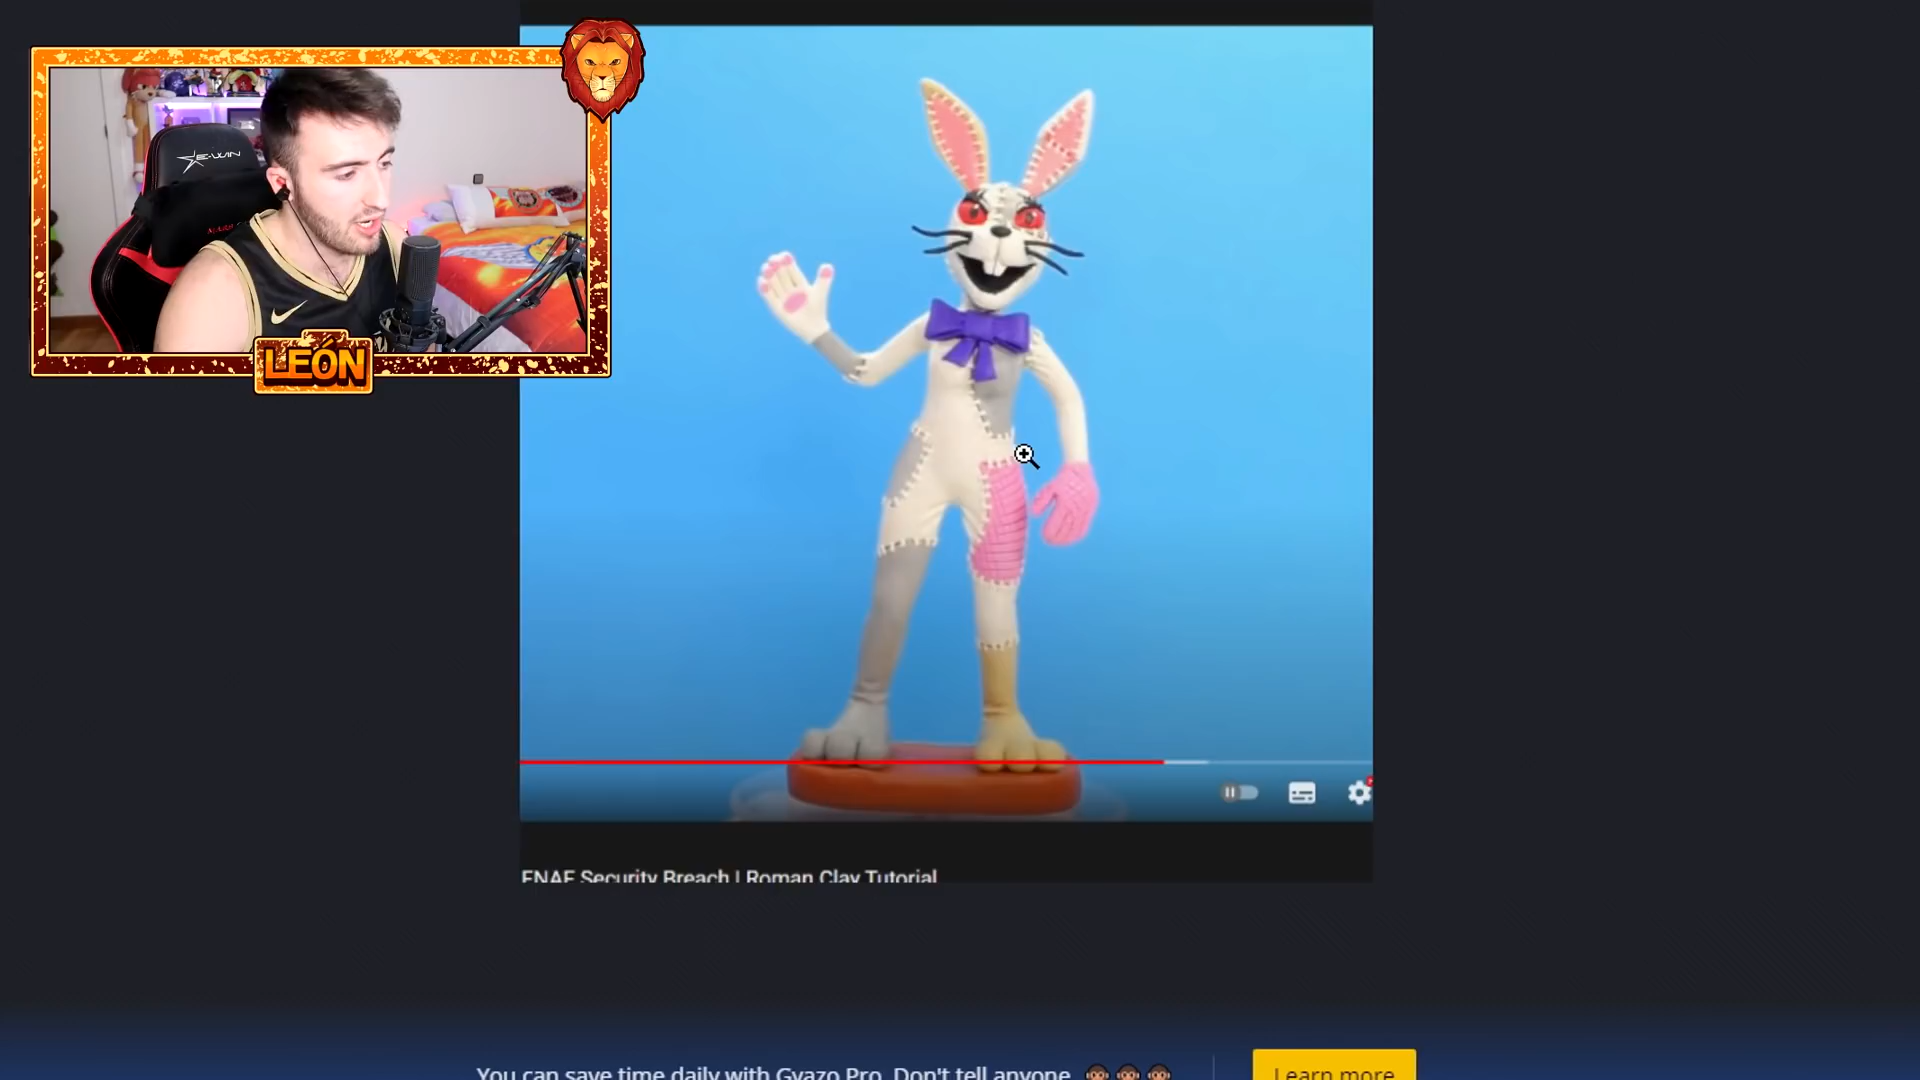 E-WIN
LEÓN
FNAF Security Breach | Roman Clay Tutorial
You can save time daily with Gyazo Pro. Don't tell anyone 🙊🙊🙊
Learn more